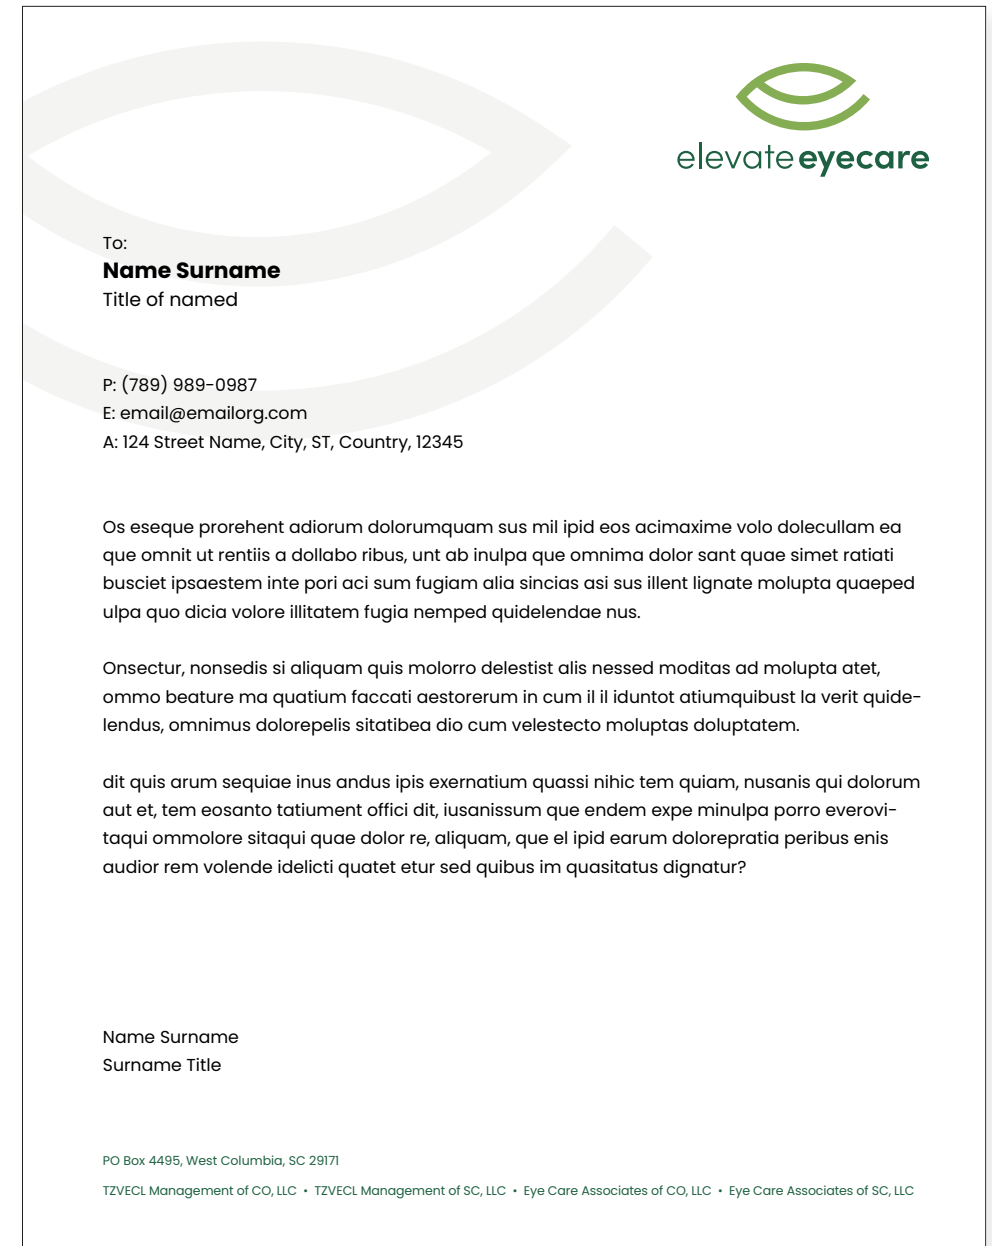 elevate eyecare
To:
Name Surname
Title of named
P: (789) 989-0987
E: email@emailorg.com
A: 124 Street Name, City, ST, Country, 12345
Os eseque prorehent adiorum dolorumquam sus mil ipid eos acimaxime volo dolecullam ea
que omnit ut rentiis a dollabo ribus, unt ab inulpa que omnima dolor sant quae simet ratiati
busciet ipsaestem inte pori aci sum fugiam alia sincias asi sus illent lignate molupta quaeped
ulpa quo dicia volore illitatem fugia nemped quidelendae nus.
Onsectur, nonsedis si aliquam quis molorro delestist alis nessed moditas ad molupta atet,
ommo beature ma quatium faccati aestorerum in cum il il iduntot atiumquibust la verit quide-
lendus, omnimus dolorepelis sitatibea dio cum velestecto moluptas doluptatem.
dit quis arum sequiae inus andus ipis exernatium quassi nihic tem quiam, nusanis qui dolorum
aut et, tem eosanto tatiument offici dit, iusanissum que endem expe minulpa porro everovi-
taqui ommolore sitaqui quae dolor re, aliquam, que el ipid earum dolorepratia peribus enis
audior rem volende idelicti quatet etur sed quibus im quasitatus dignatur?
Name Surname
Surname Title
PO Box 4495, West Columbia, SC 29171
TZVECL Management of CO, LLC • TZVECL Management of SC, LLC • Eye Care Associates of CO, LLC • Eye Care Associates of SC, LLC